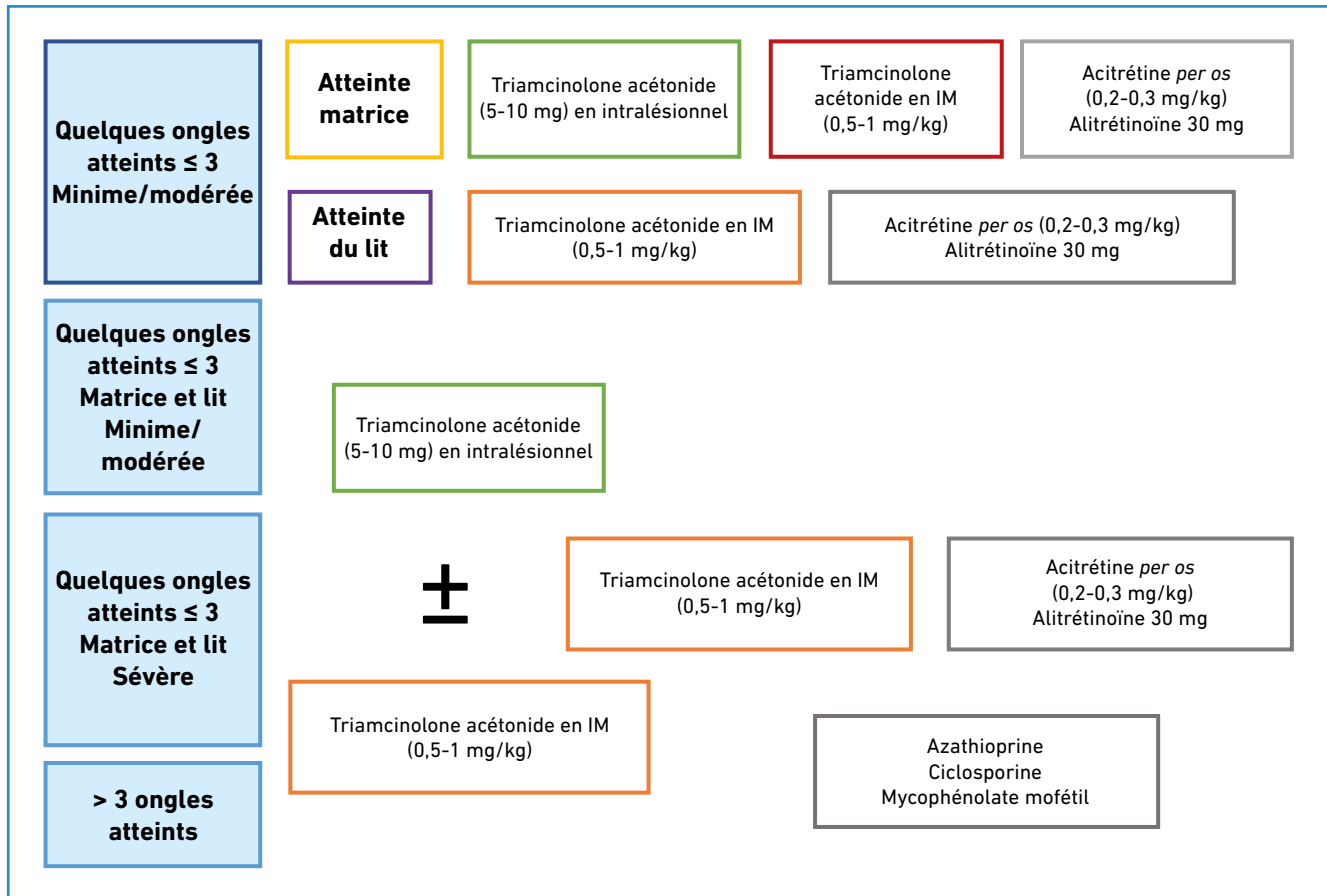 Quelques ongles
atteints ≤ 3
Minime/modérée
Atteinte
matrice
Triamcinolone acétonide
(5-10 mg) en intralésionnel
Triamcinolone
acétonide en IM
(0,5-1 mg/kg)
Acitrétine per os
(0,2-0,3 mg/kg)
Alitrétinoïne 30 mg
Atteinte
du lit
Triamcinolone acétonide en IM
(0,5-1 mg/kg)
Acitrétine per os (0,2-0,3 mg/kg)
Alitrétinoïne 30 mg
Quelques ongles
atteints ≤ 3
Matrice et lit
Minime/
modérée
Triamcinolone acétonide
(5-10 mg) en intralésionnel
Quelques ongles
atteints ≤ 3
Matrice et lit
Sévère
±
Triamcinolone acétonide en IM
(0,5-1 mg/kg)
Acitrétine per os
(0,2-0,3 mg/kg)
Alitrétinoïne 30 mg
Triamcinolone acétonide en IM
(0,5-1 mg/kg)
> 3 ongles
atteints
Azathioprine
Ciclosporine
Mycophénolate mofétil